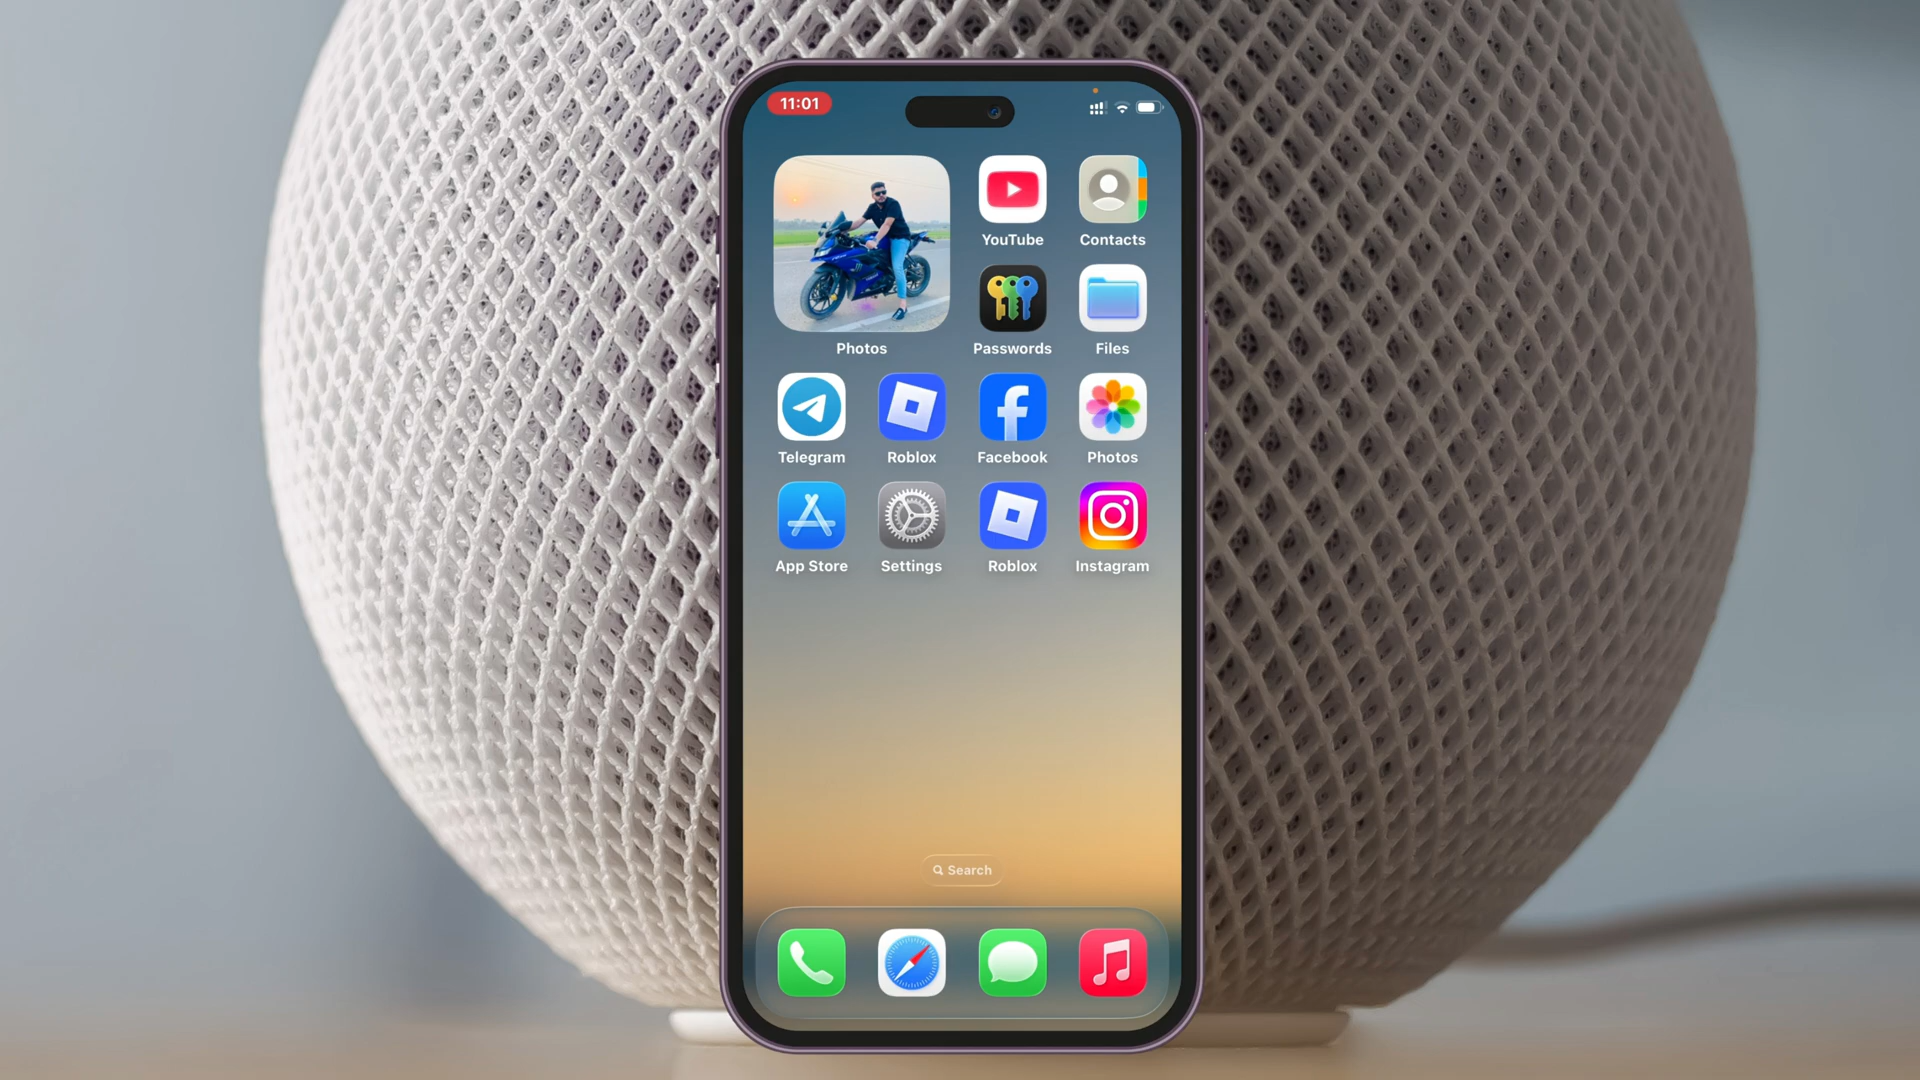 11:01
YouTube
Contacts
Photos
Passwords
Files
Telegram
Roblox
Facebook
Photos
App Store
Settings
Roblox
Instagram
Search